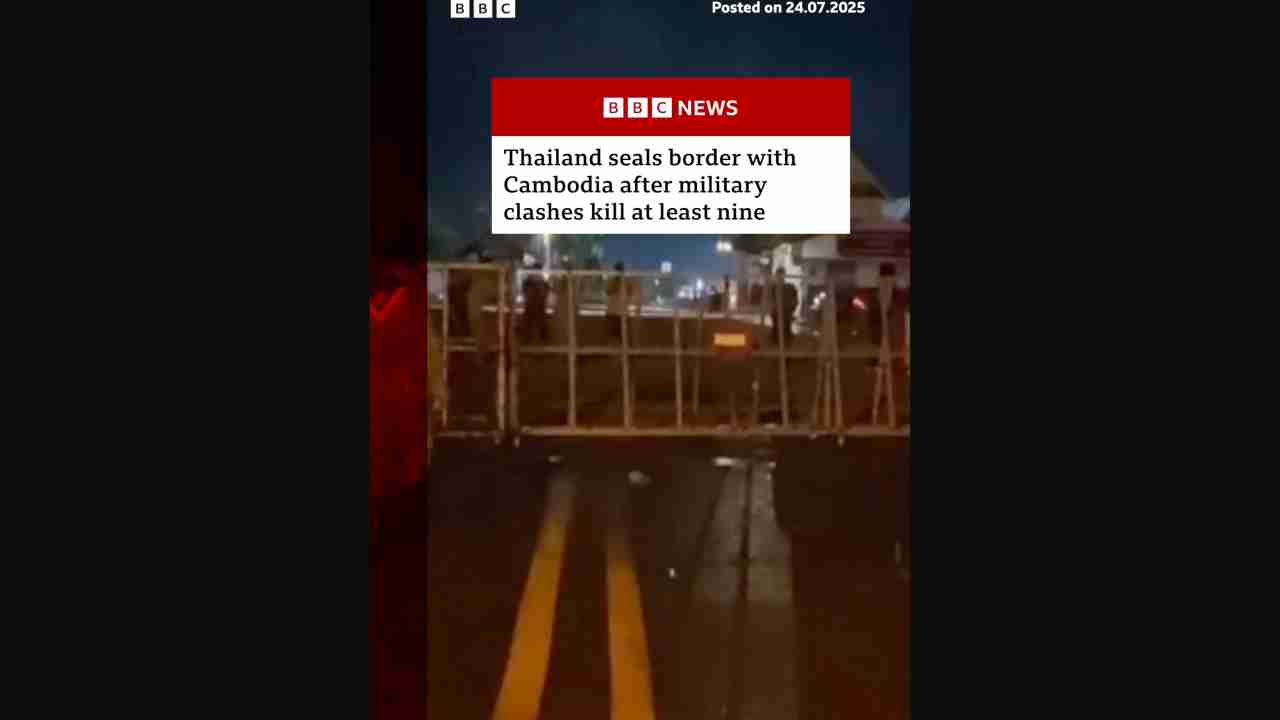 BBC
Posted on 24.07.2025
BBC NEWS
Thailand seals border with
Cambodia after military
clashes kill at least nine